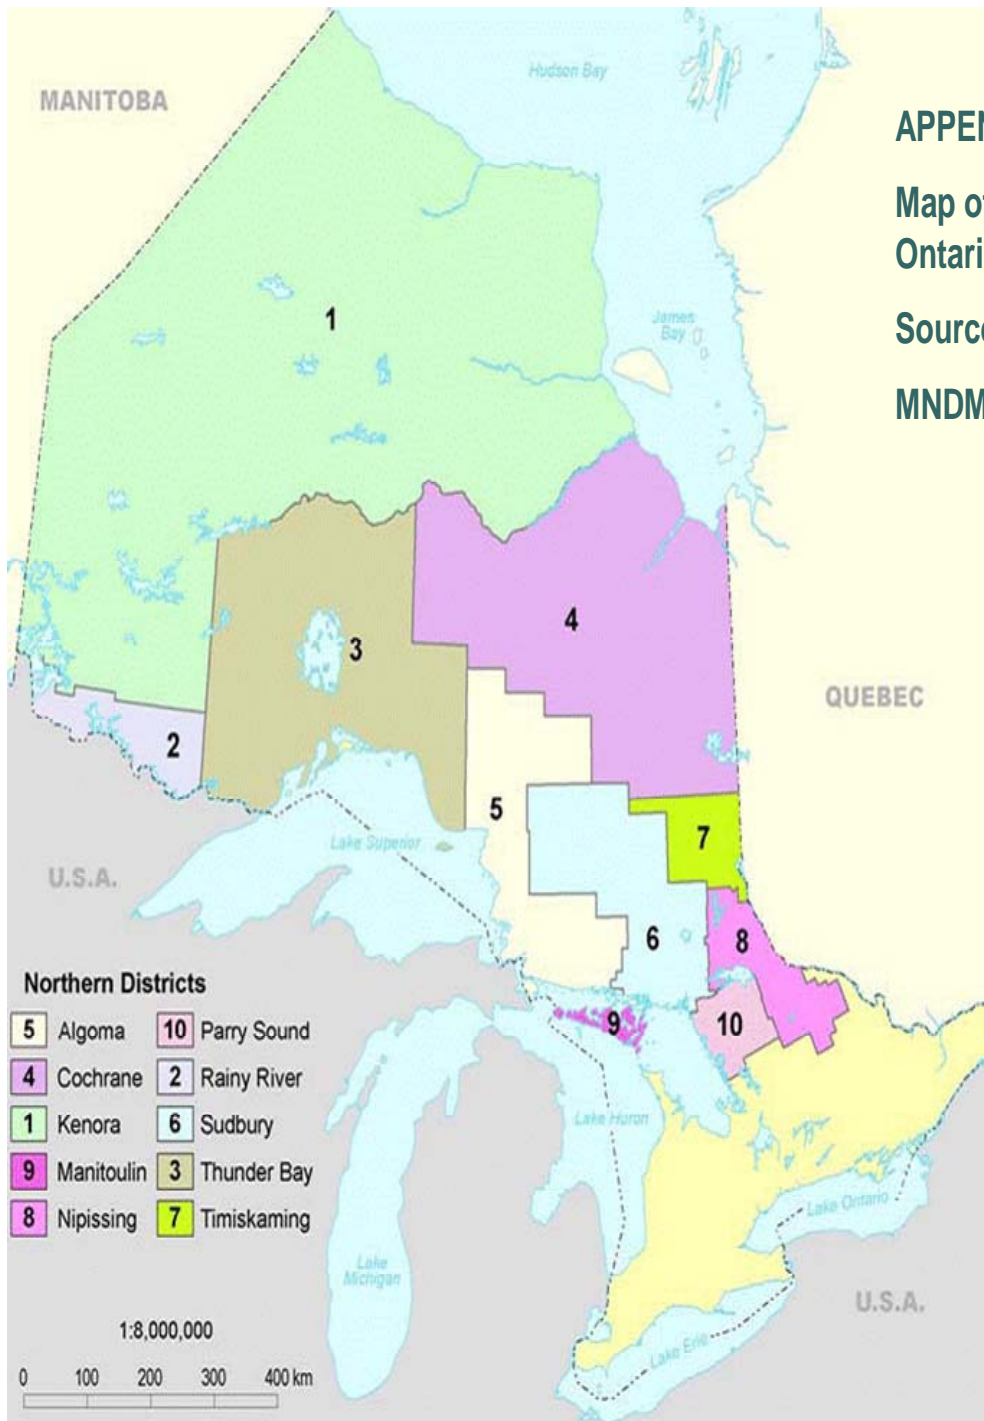 Hudson Bay
MANITOBA
APPEN
Map of
Ontari
Source
MNDM
1
James
Bay
4
3
QUEBEC
2
5
7
Lake Superior
U.S.A.
6
8
9
10
Northern Districts
5 Algoma 10 Parry Sound
4 Cochrane 2 Rainy River
1 Kenora 6 Sudbury
9 Manitoulin 3 Thunder Bay
8 Nipissing 7 Timiskaming
Lake Huron
Lake Ontario
Lake
Michigan
U.S.A.
Lake Erie
1:8,000,000
0 100 200 300 400 km